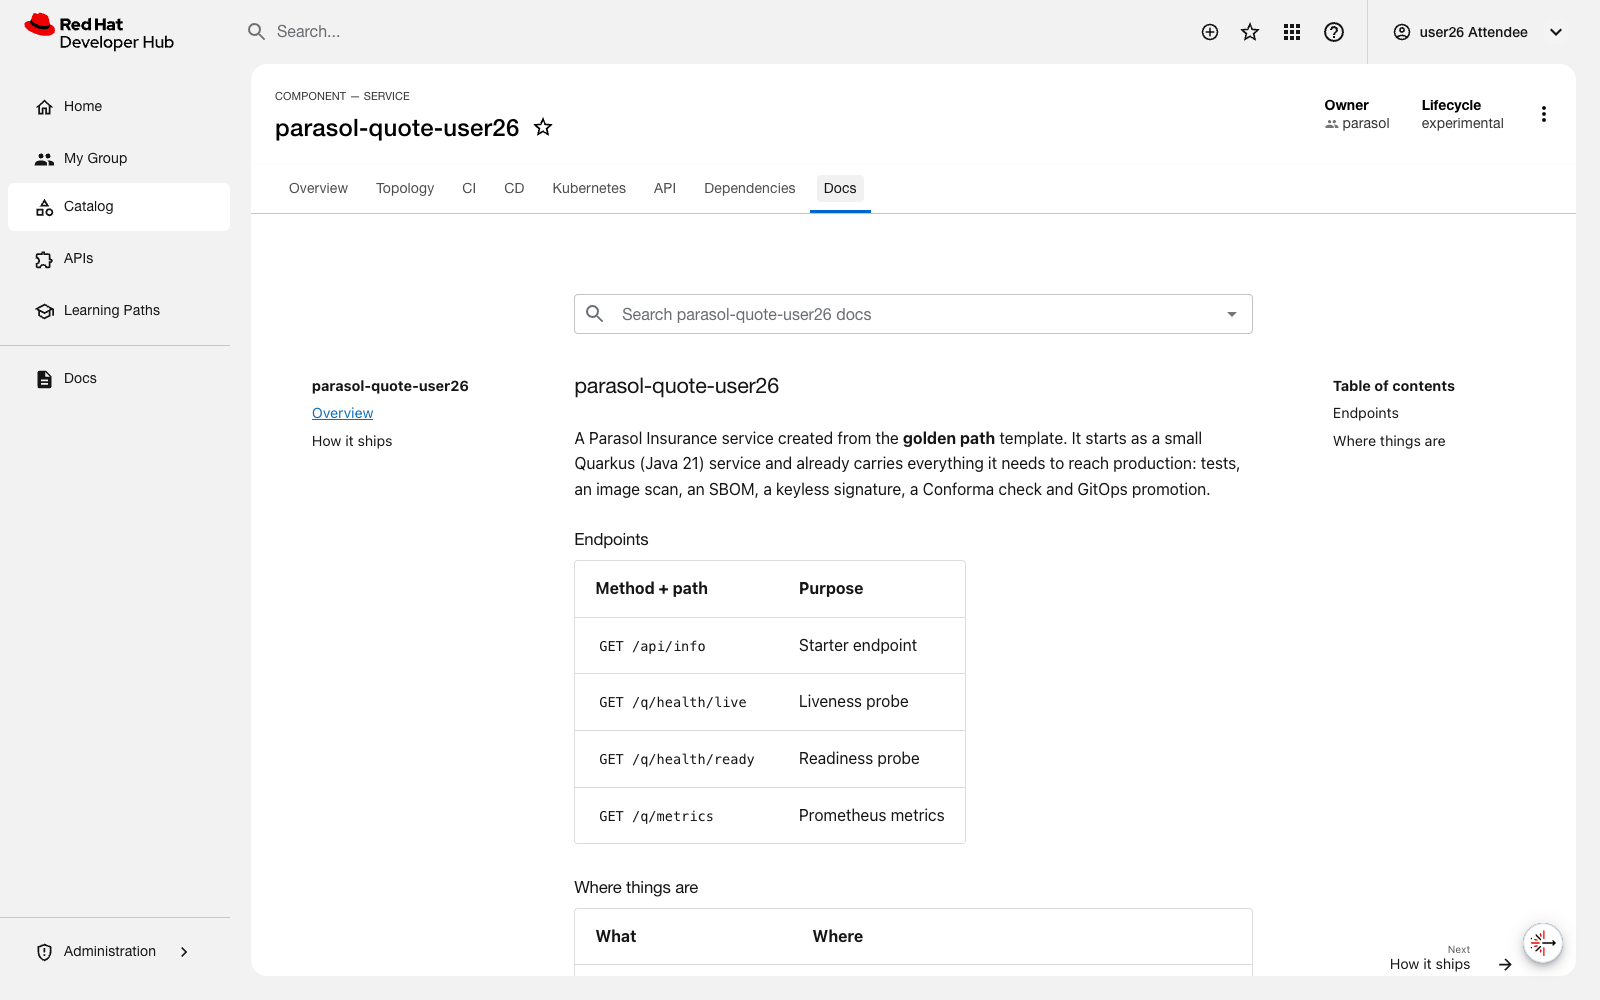 Red Hat
Developer Hub
Search...
user26 Attendee
Home
My Group
Catalog
APIs
Learning Paths
Docs
Administration
COMPONENT — SERVICE
parasol-quote-user26
Owner
parasol
Lifecycle
experimental
Overview
Topology
CI
CD
Kubernetes
API
Dependencies
Docs
Search parasol-quote-user26 docs
parasol-quote-user26
Overview
How it ships
parasol-quote-user26
A Parasol Insurance service created from the golden path template. It starts as a small
Quarkus (Java 21) service and already carries everything it needs to reach production: tests,
an image scan, an SBOM, a keyless signature, a Conforma check and GitOps promotion.
Endpoints
Method + path Purpose
GET /api/info Starter endpoint
GET /q/health/live Liveness probe
GET /q/health/ready Readiness probe
GET /q/metrics Prometheus metrics
Where things are
What Where
Table of contents
Endpoints
Where things are
Next
How it ships